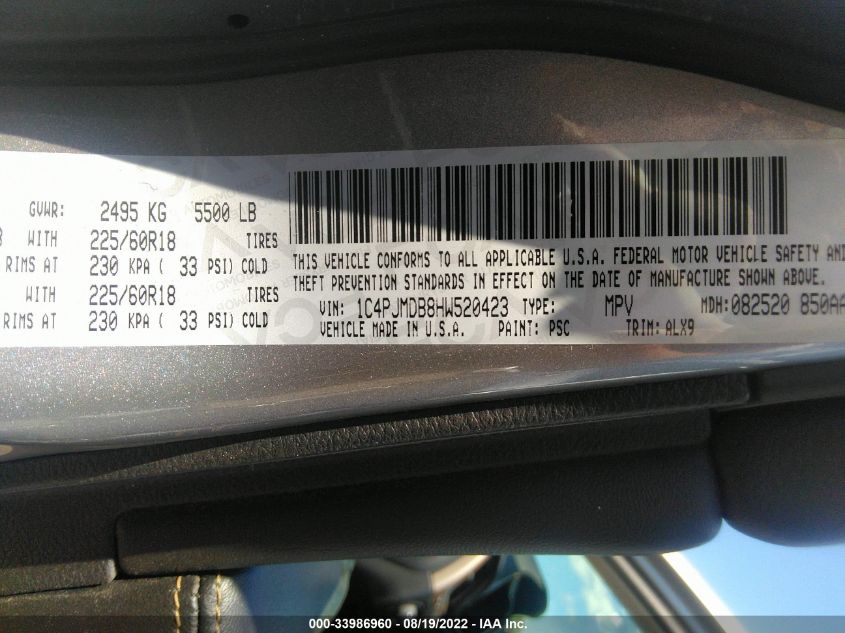 GVWR: 2495 KG 5500 LB
WITH 225/60R18 TIRES
RIMS AT 230 KPA ( 33 PSI) COLD
WITH 225/60R18 TIRES
RIMS AT 230 KPA ( 33 PSI) COLD
THIS VEHICLE CONFORMS TO ALL APPLICABLE U.S.A. FEDERAL MOTOR VEHICLE SAFETY AND
THEFT PREVENTION STANDARDS IN EFFECT ON THE DATE OF MANUFACTURE SHOWN ABOVE.
VIN: 1C4PJMDB8HW520423 TYPE: MPV MDH: 082520 850AA
VEHICLE MADE IN U.S.A. PAINT: PSC TRIM: ALX9
000-33986960 - 08/19/2022 - IAA Inc.